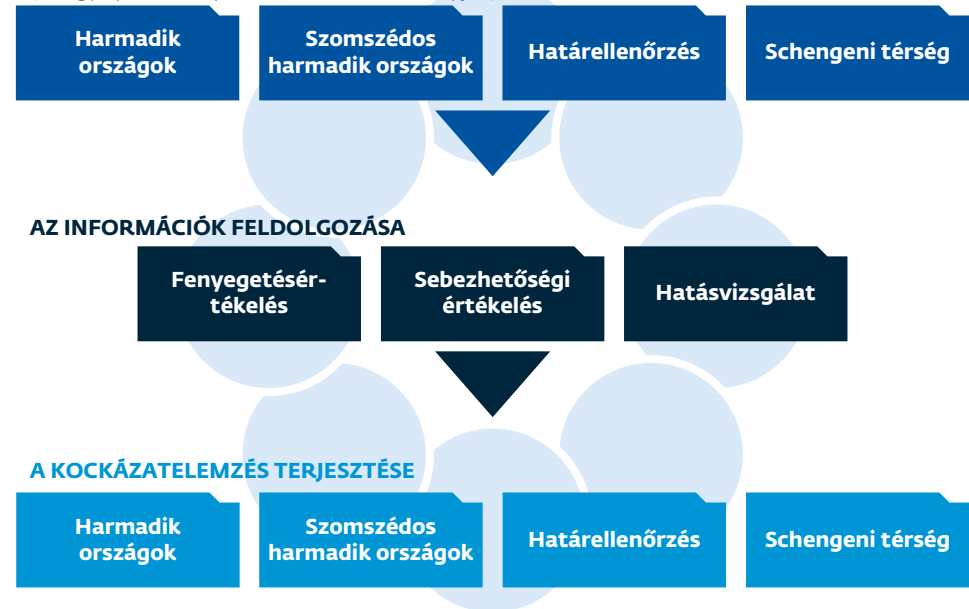 Harmadik
országok
Szomszédos
harmadik országok
Határellenőrzés
Schengeni térség
AZ INFORMÁCIÓK FELDOLGOZÁSA
Fenyegetésér-
tékelés
Sebezhetőségi
értékelés
Hatásvizsgálat
A KOCKÁZATELEMZÉS TERJESZTÉSE
Harmadik
országok
Szomszédos
harmadik országok
Határellenőrzés
Schengeni térség